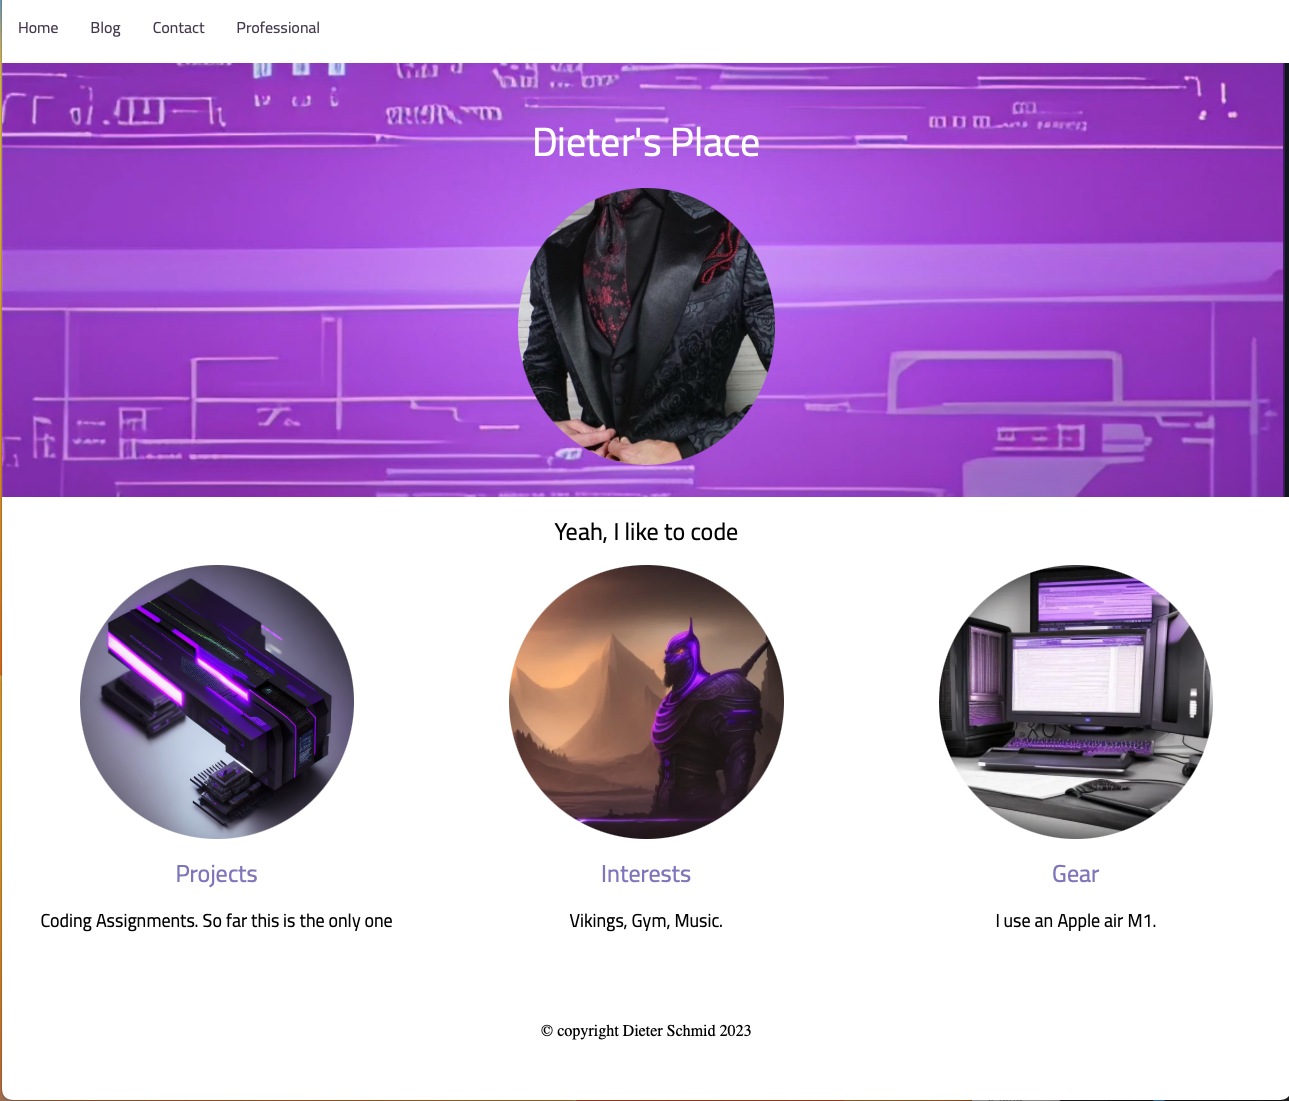 Home Blog Contact Professional
Dieter's Place
Yeah, I like to code
Projects Interests Gear
Coding Assignments. So far this is the only one Vikings, Gym, Music. I use an Apple air M1.
© copyright Dieter Schmid 2023